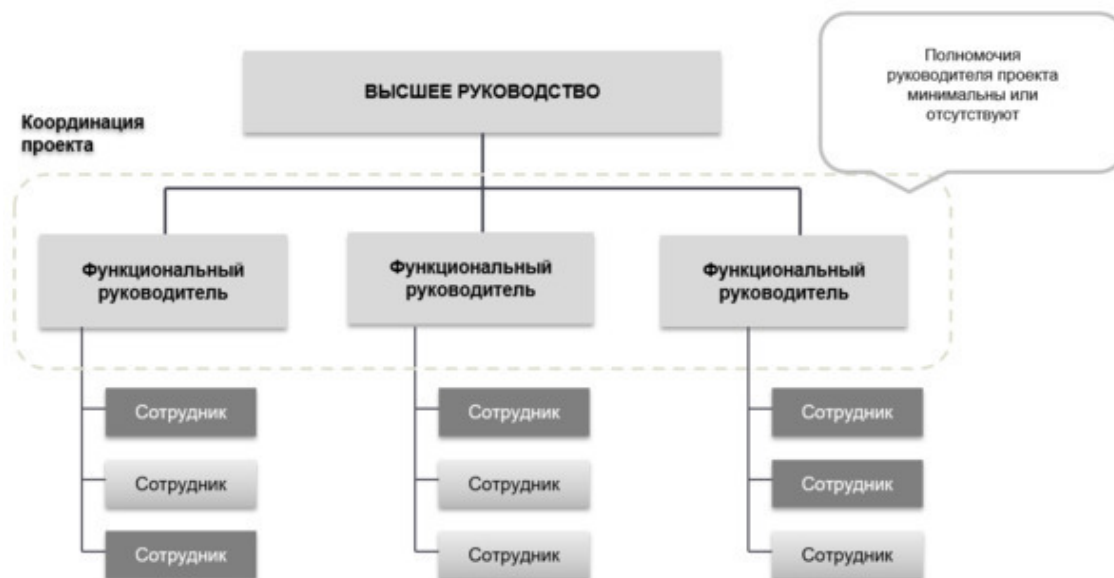 Полномочия
руководителя проекта
минимальны или
отсутствуют
ВЫСШЕЕ РУКОВОДСТВО
Координация
проекта
Функциональный
руководитель
Функциональный
руководитель
Функциональный
руководитель
Сотрудник
Сотрудник
Сотрудник
Сотрудник
Сотрудник
Сотрудник
Сотрудник
Сотрудник
Сотрудник